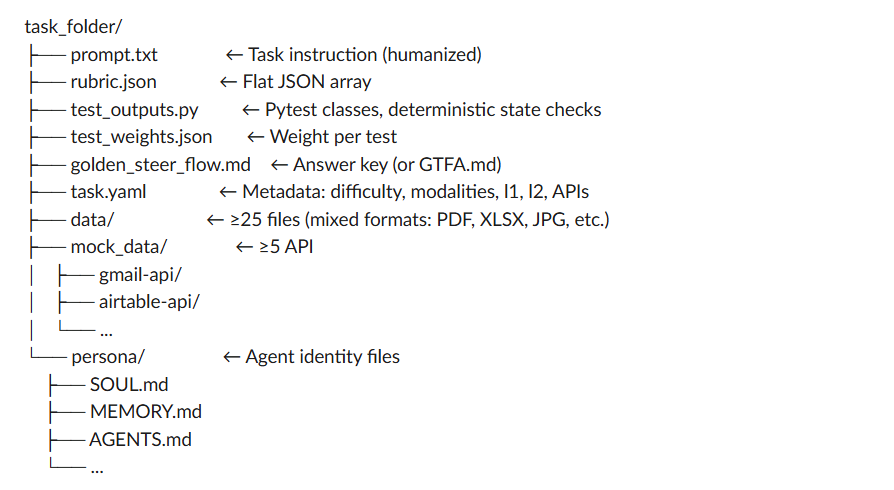 task_folder/
├── prompt.txt ← Task instruction (humanized)
├── rubric.json ← Flat JSON array
├── test_outputs.py ← Pytest classes, deterministic state checks
├── test_weights.json ← Weight per test
├── golden_steer_flow.md ← Answer key (or GTFA.md)
├── task.yaml ← Metadata: difficulty, modalities, l1, l2, APIs
├── data/ ← ≥25 files (mixed formats: PDF, XLSX, JPG, etc.)
├── mock_data/ ← ≥5 API
│ ├── gmail-api/
│ ├── airtable-api/
│ └── ...
└── persona/ ← Agent identity files
├── SOUL.md
├── MEMORY.md
├── AGENTS.md
└── ...